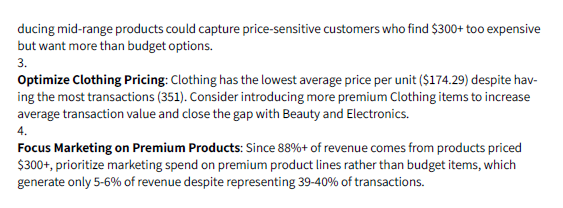 ducing mid-range products could capture price-sensitive customers who find $300+ too expensive
but want more than budget options.
3.
Optimize Clothing Pricing: Clothing has the lowest average price per unit ($174.29) despite hav-
ing the most transactions (351). Consider introducing more premium Clothing items to increase
average transaction value and close the gap with Beauty and Electronics.
4.
Focus Marketing on Premium Products: Since 88%+ of revenue comes from products priced
$300+, prioritize marketing spend on premium product lines rather than budget items, which
generate only 5-6% of revenue despite representing 39-40% of transactions.